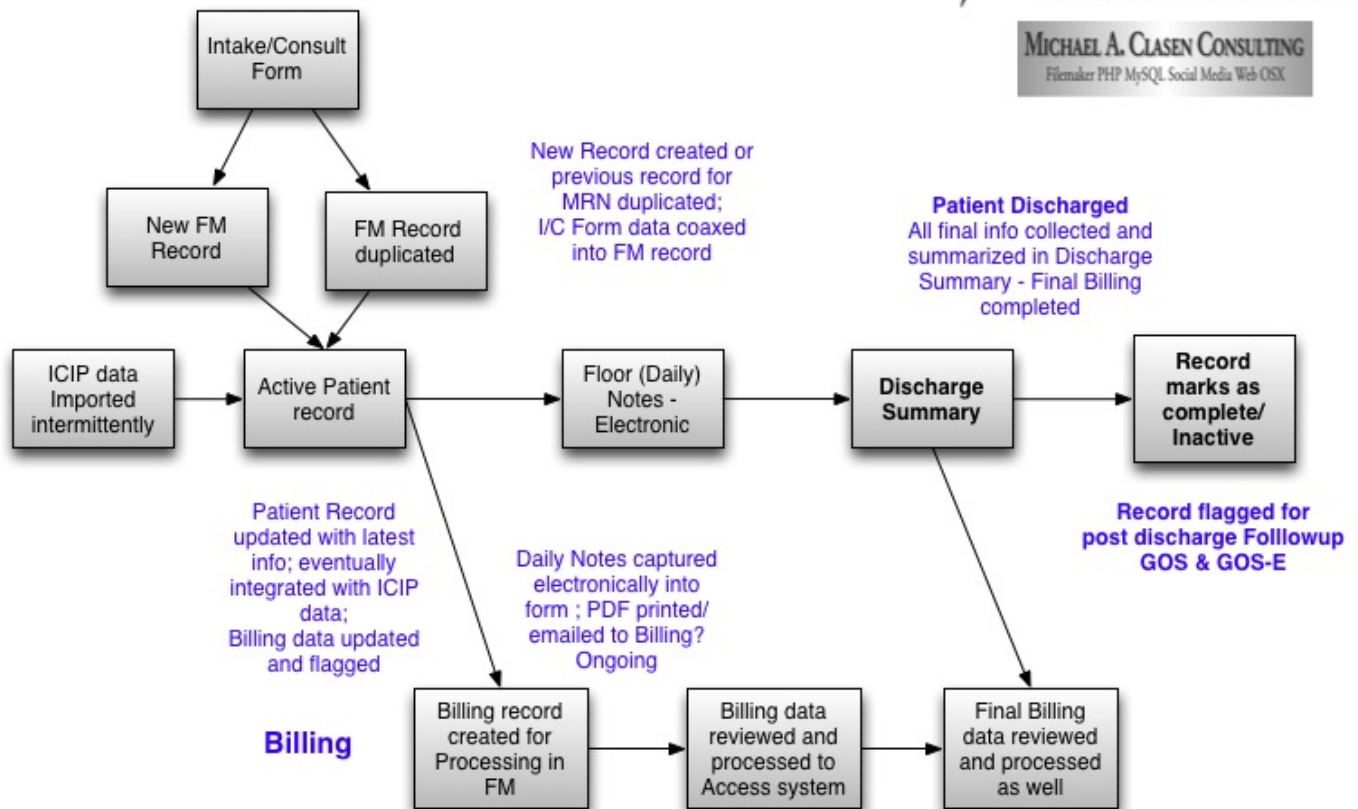 Intake/Consult
Form
MICHAEL A. CLASEN CONSULTING
Filemaker PHP MySQL Social Media Web OSX
New FM
Record
FM Record
duplicated
New Record created or
previous record for
MRN duplicated;
I/C Form data coaxed
into FM record
Patient Discharged
All final info collected and
summarized in Discharge
Summary - Final Billing
completed
ICIP data
Imported
intermittently
Active Patient
record
Floor (Daily)
Notes -
Electronic
Discharge
Summary
Record
marks as
complete/
Inactive
Patient Record
updated with latest
info; eventually
integrated with ICIP
data;
Billing data updated
and flagged
Daily Notes captured
electronically into
form ; PDF printed/
emailed to Billing?
Ongoing
Record flagged for
post discharge Folllowup
GOS & GOS-E
Billing
Billing record
created for
Processing in
FM
Billing data
reviewed and
processed to
Access system
Final Billing
data reviewed
and processed
as well